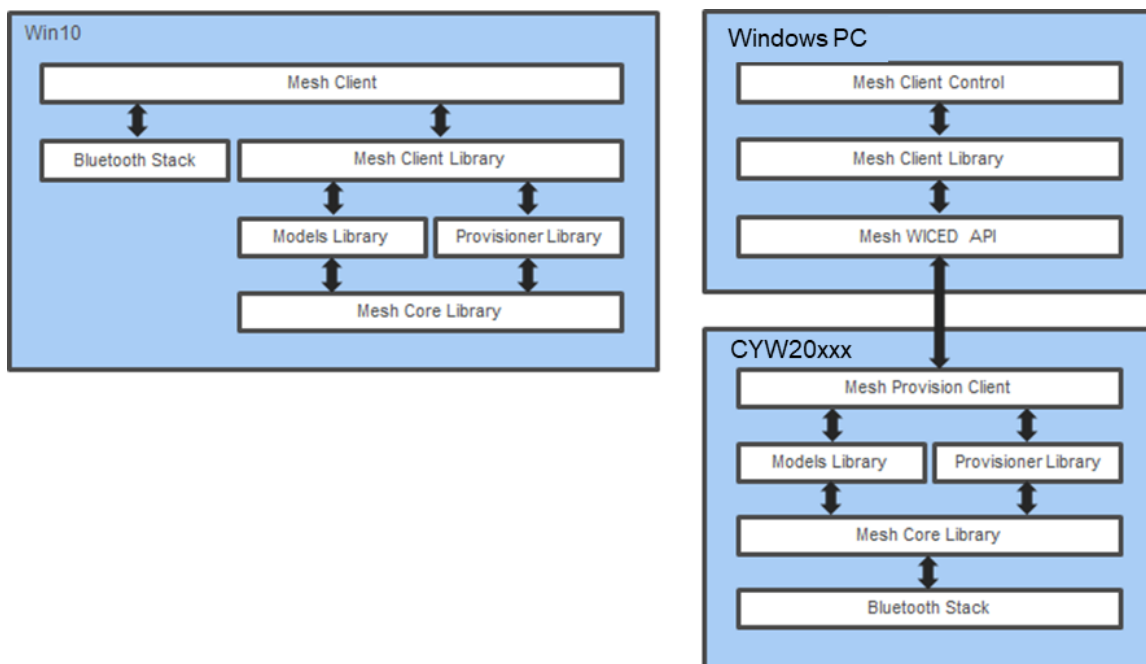 Win10
Mesh Client
Bluetooth Stack
Mesh Client Library
Models Library
Provisioner Library
Mesh Core Library
Windows PC
Mesh Client Control
Mesh Client Library
Mesh WICED API
CYW20xxx
Mesh Provision Client
Models Library
Provisioner Library
Mesh Core Library
Bluetooth Stack